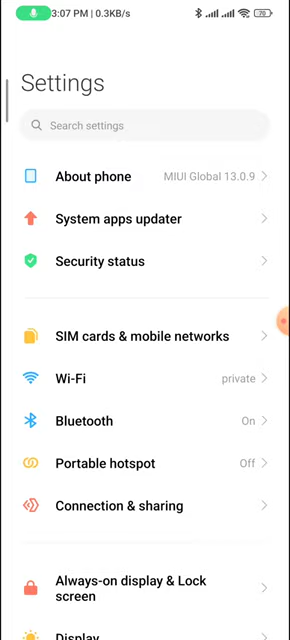 3:07 PM | 0.3KB/s
70
Settings
Search settings
About phone MIUI Global 13.0.9
System apps updater
Security status
SIM cards & mobile networks
Wi-Fi private
Bluetooth On
Portable hotspot Off
Connection & sharing
Always-on display & Lock
screen
Display